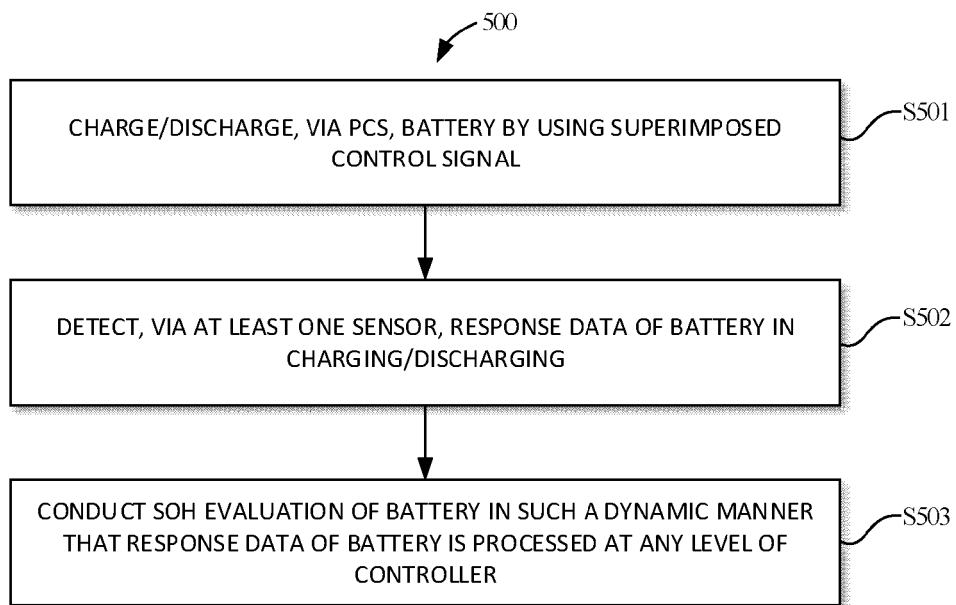 500
CHARGE/DISCHARGE, VIA PCS, BATTERY BY USING SUPERIMPOSED
CONTROL SIGNAL
S501
DETECT, VIA AT LEAST ONE SENSOR, RESPONSE DATA OF BATTERY IN
CHARGING/DISCHARGING
S502
CONDUCT SOH EVALUATION OF BATTERY IN SUCH A DYNAMIC MANNER
THAT RESPONSE DATA OF BATTERY IS PROCESSED AT ANY LEVEL OF
CONTROLLER
S503